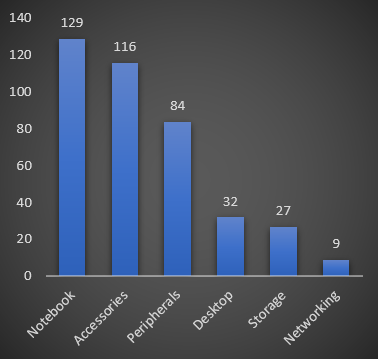 140
120
100
80
60
40
20
0
129
116
84
32
27
9
Notebook
Accessories
Peripherals
Desktop
Storage
Networking